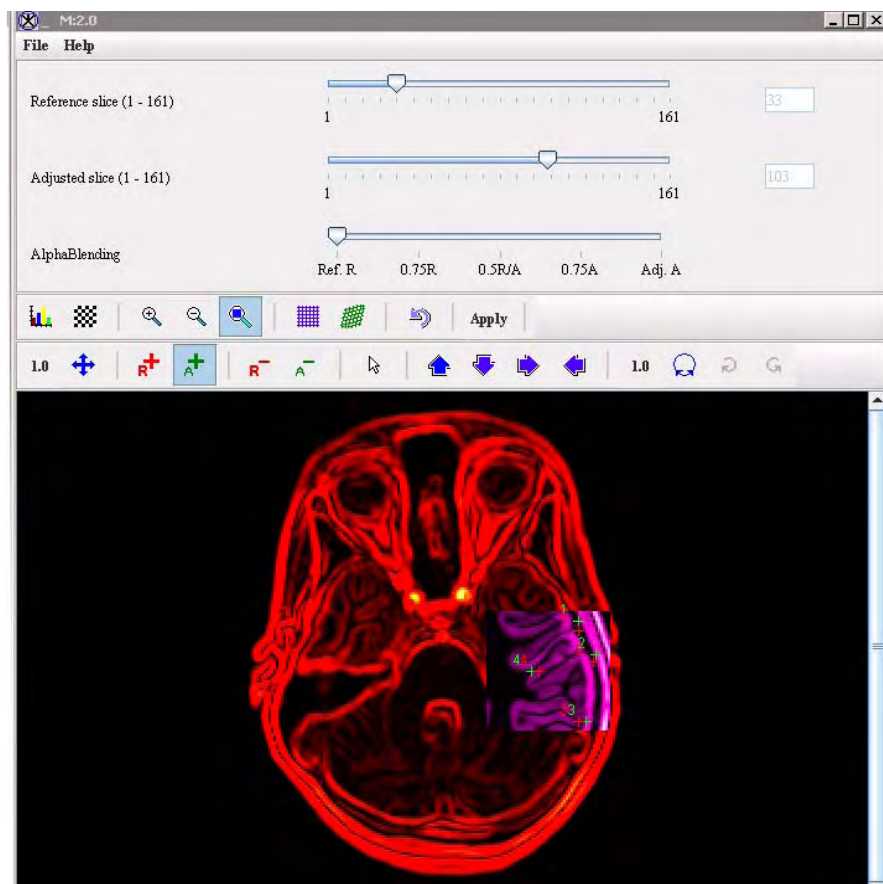 M:2.0
File Help
Reference slice (1 - 161)
1 161
33
Adjusted slice (1 - 161)
1 161
103
AlphaBlending
Ref. R 0.75R 0.5R/A 0.75A Adj. A
Apply
1.0 R A R A 1.0
1
2
4
3